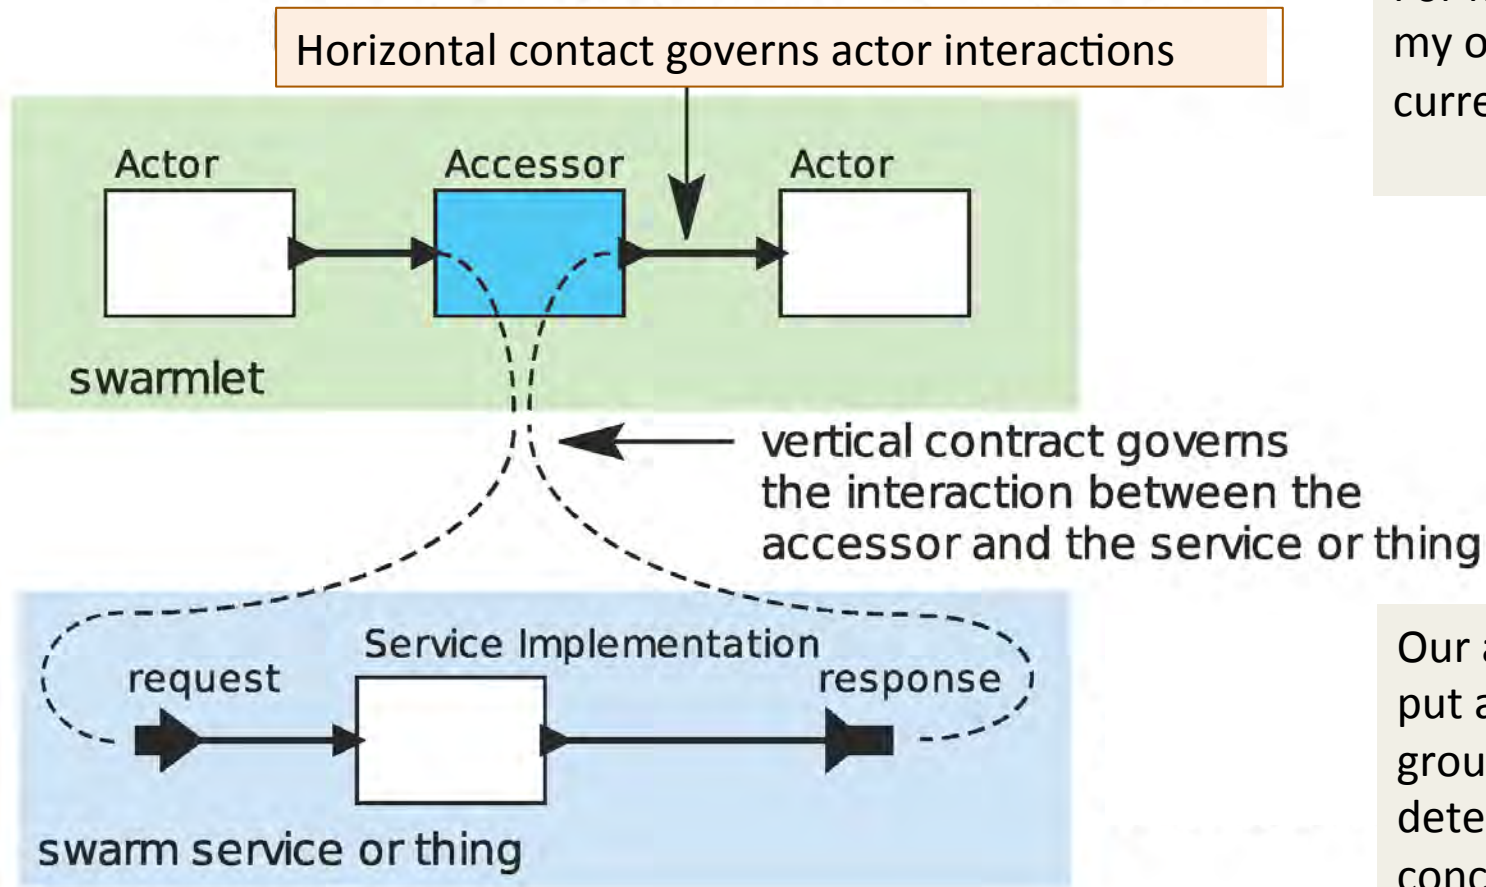 Horizontal contact governs actor interactions
my o
curre
Actor
Accessor
Actor
swarmlet
vertical contract governs
the interaction between the
accessor and the service or thing
Service Implementation
request
response
swarm service or thing
Our a
put a
grou
dete
conc